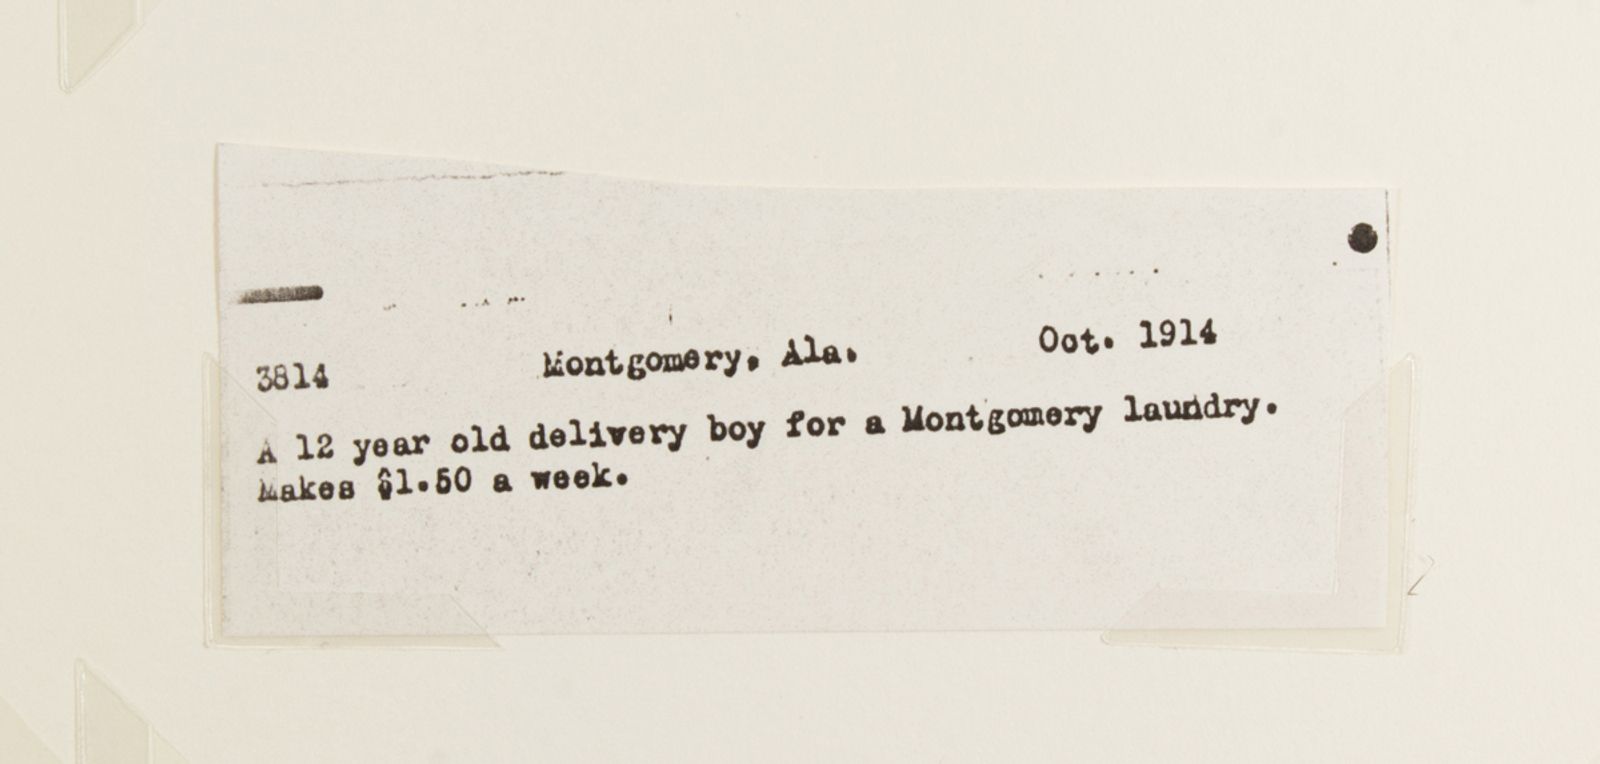 3814 Montgomery, Ala. Oct. 1914
A 12 year old delivery boy for a Montgomery laundry.
Makes $1.50 a week.